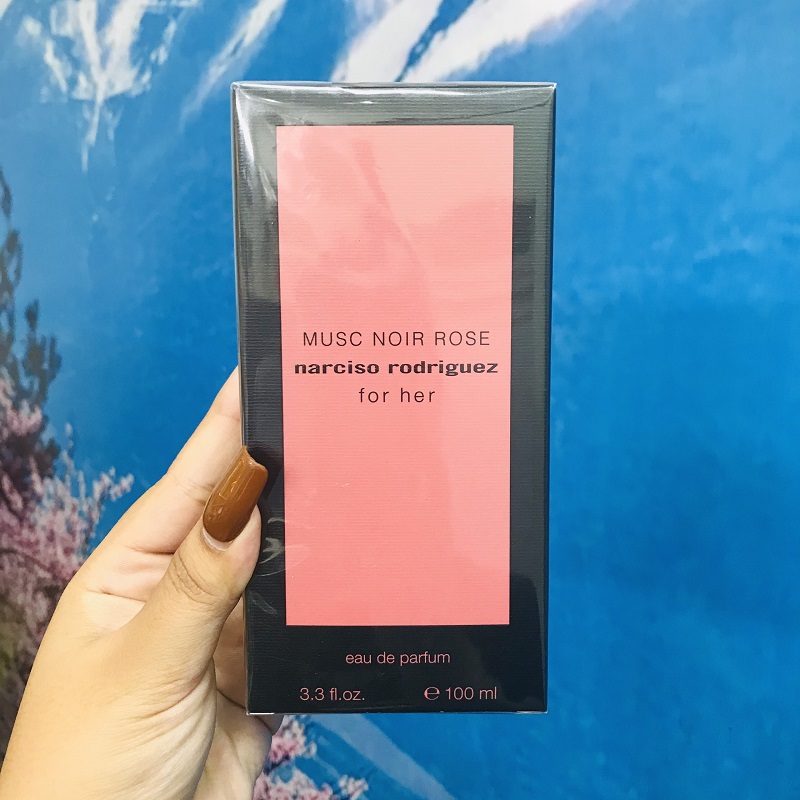 MUSC NOIR ROSE
narciso rodriguez
for her
eau de parfum
3.3 fl.oz. ℮ 100 ml